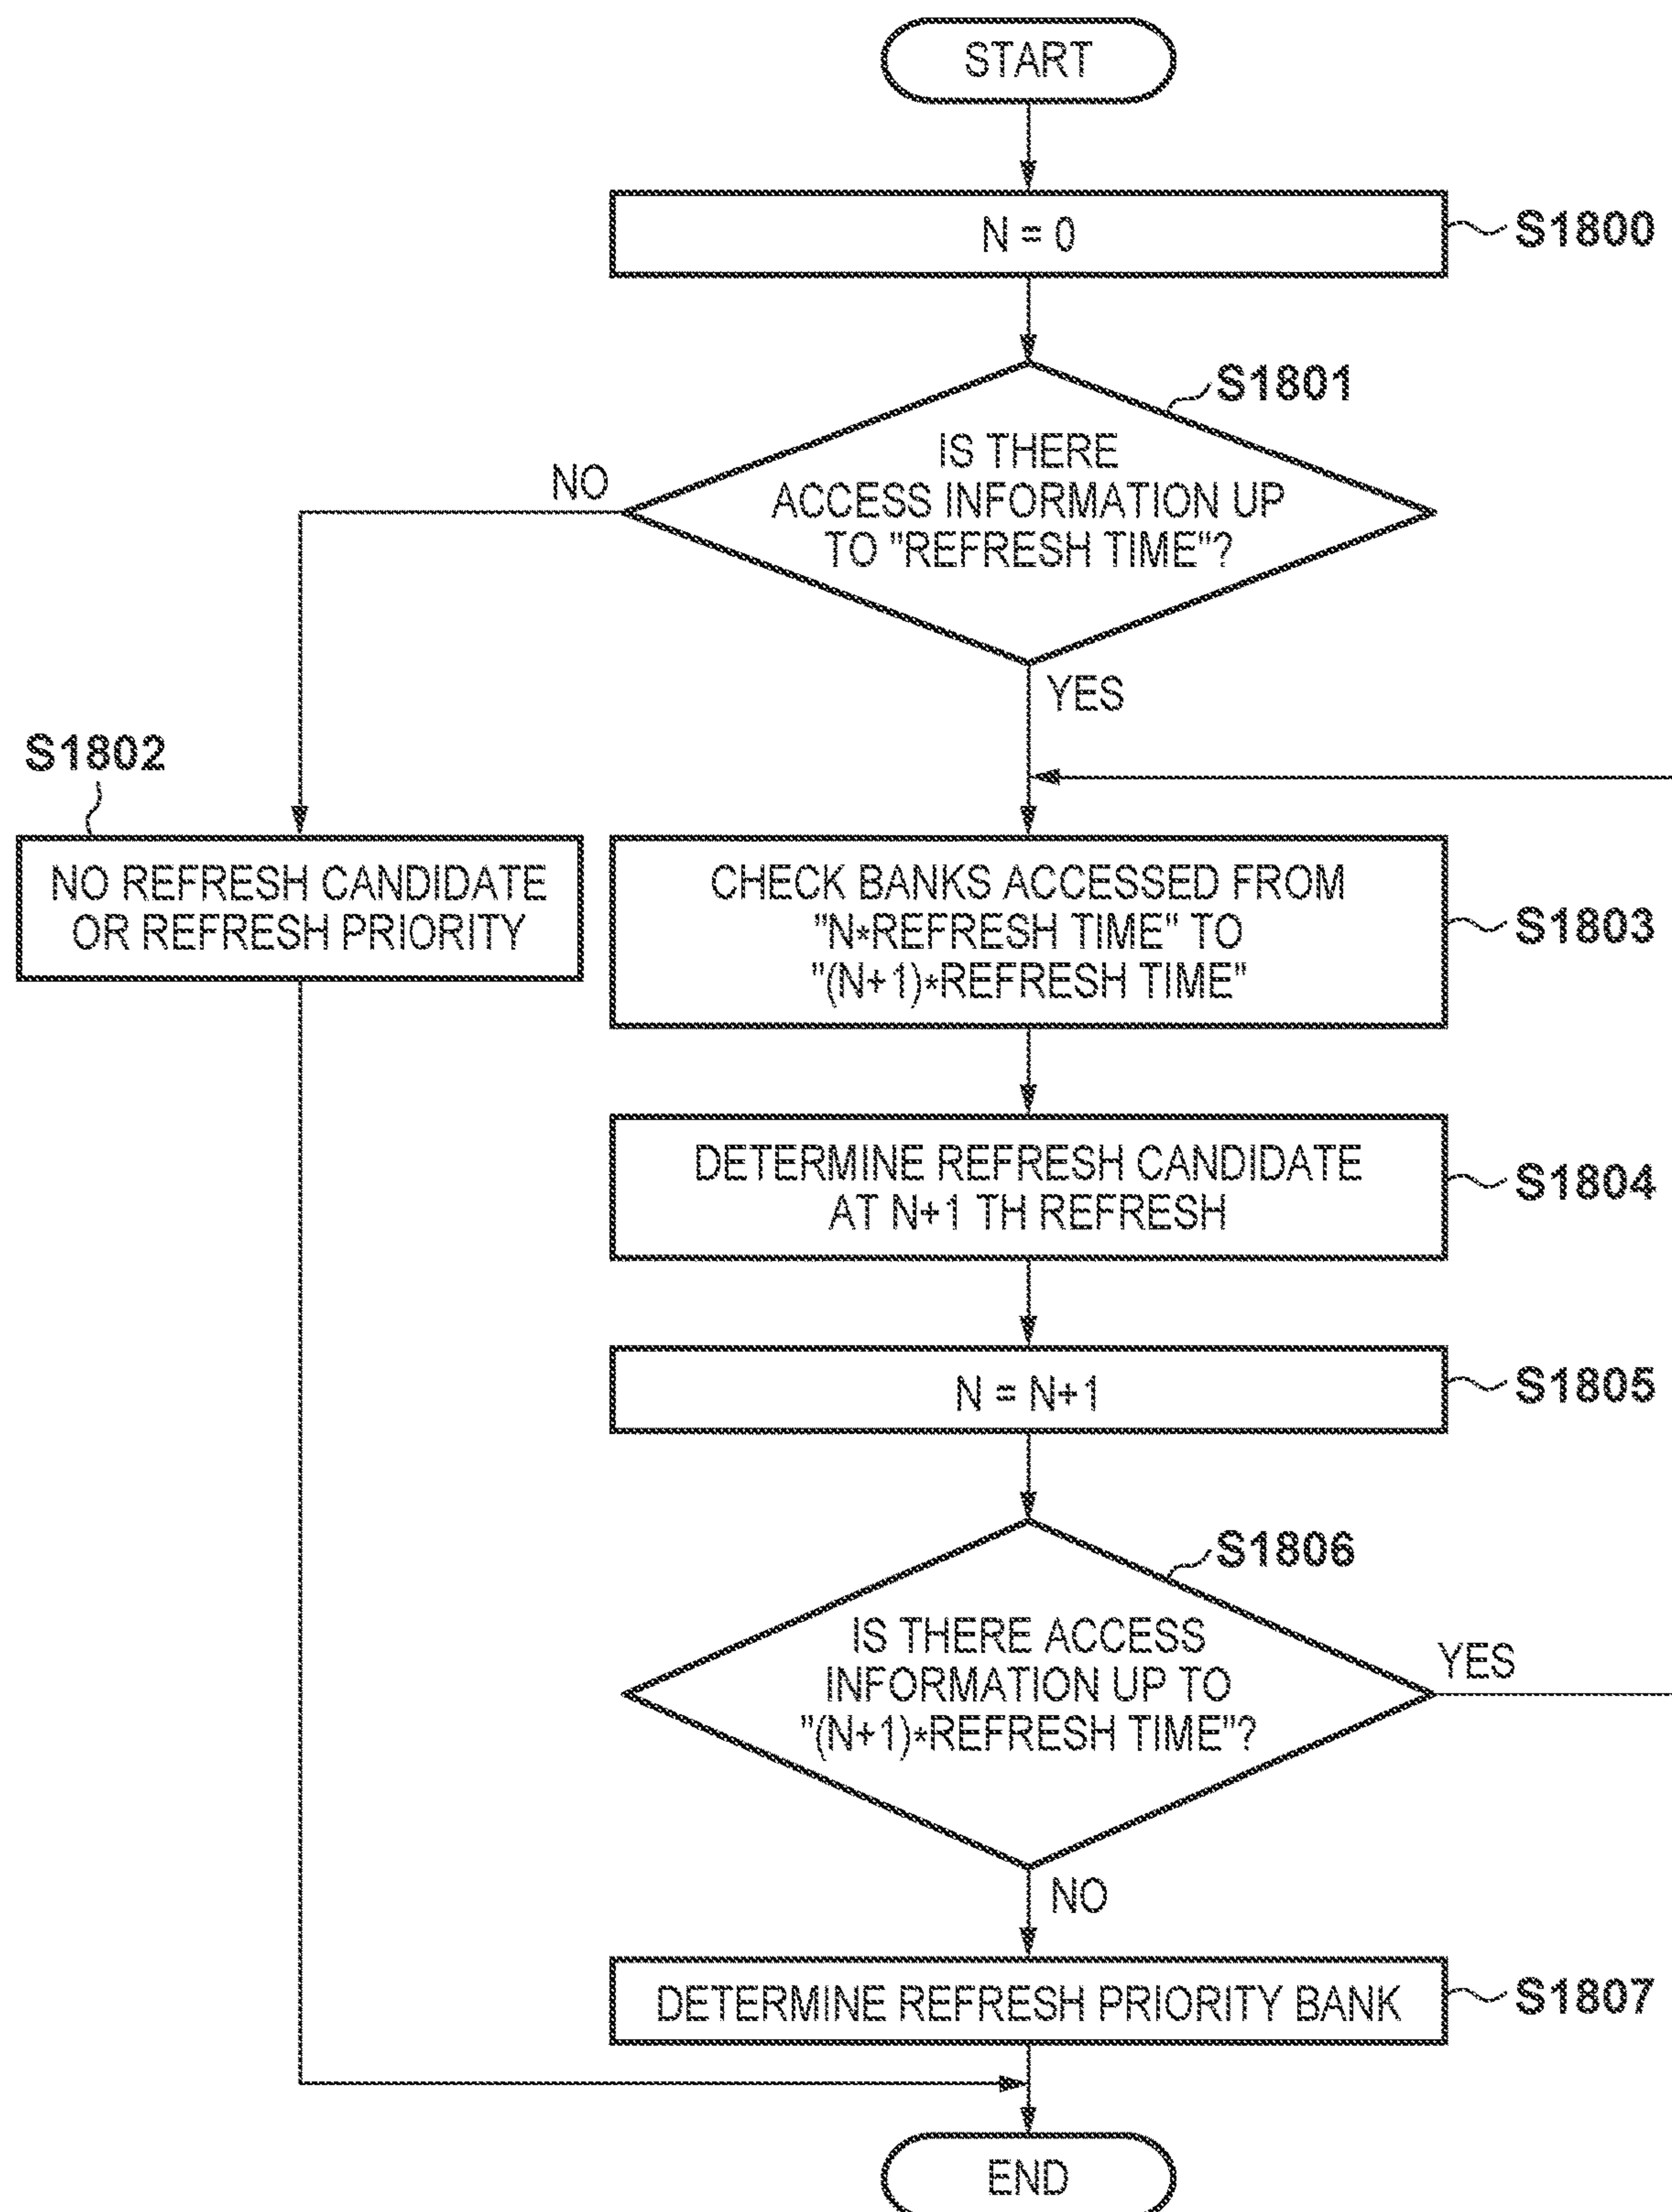 START
N = 0
S1800
S1801
IS THERE
ACCESS INFORMATION UP
TO "REFRESH TIME"?
NO
YES
S1802
NO REFRESH CANDIDATE
OR REFRESH PRIORITY
CHECK BANKS ACCESSED FROM
"N*REFRESH TIME" TO
"(N+1)*REFRESH TIME"
S1803
DETERMINE REFRESH CANDIDATE
AT N+1 TH REFRESH
S1804
N = N+1
S1805
S1806
IS THERE ACCESS
INFORMATION UP TO
"(N+1)*REFRESH TIME"?
YES
NO
DETERMINE REFRESH PRIORITY BANK
S1807
END